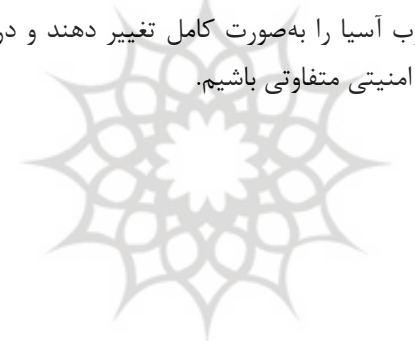 ب آسیا را به‌صورت کامل تغییر دهند و در
امنیتی متفاوتی باشیم.